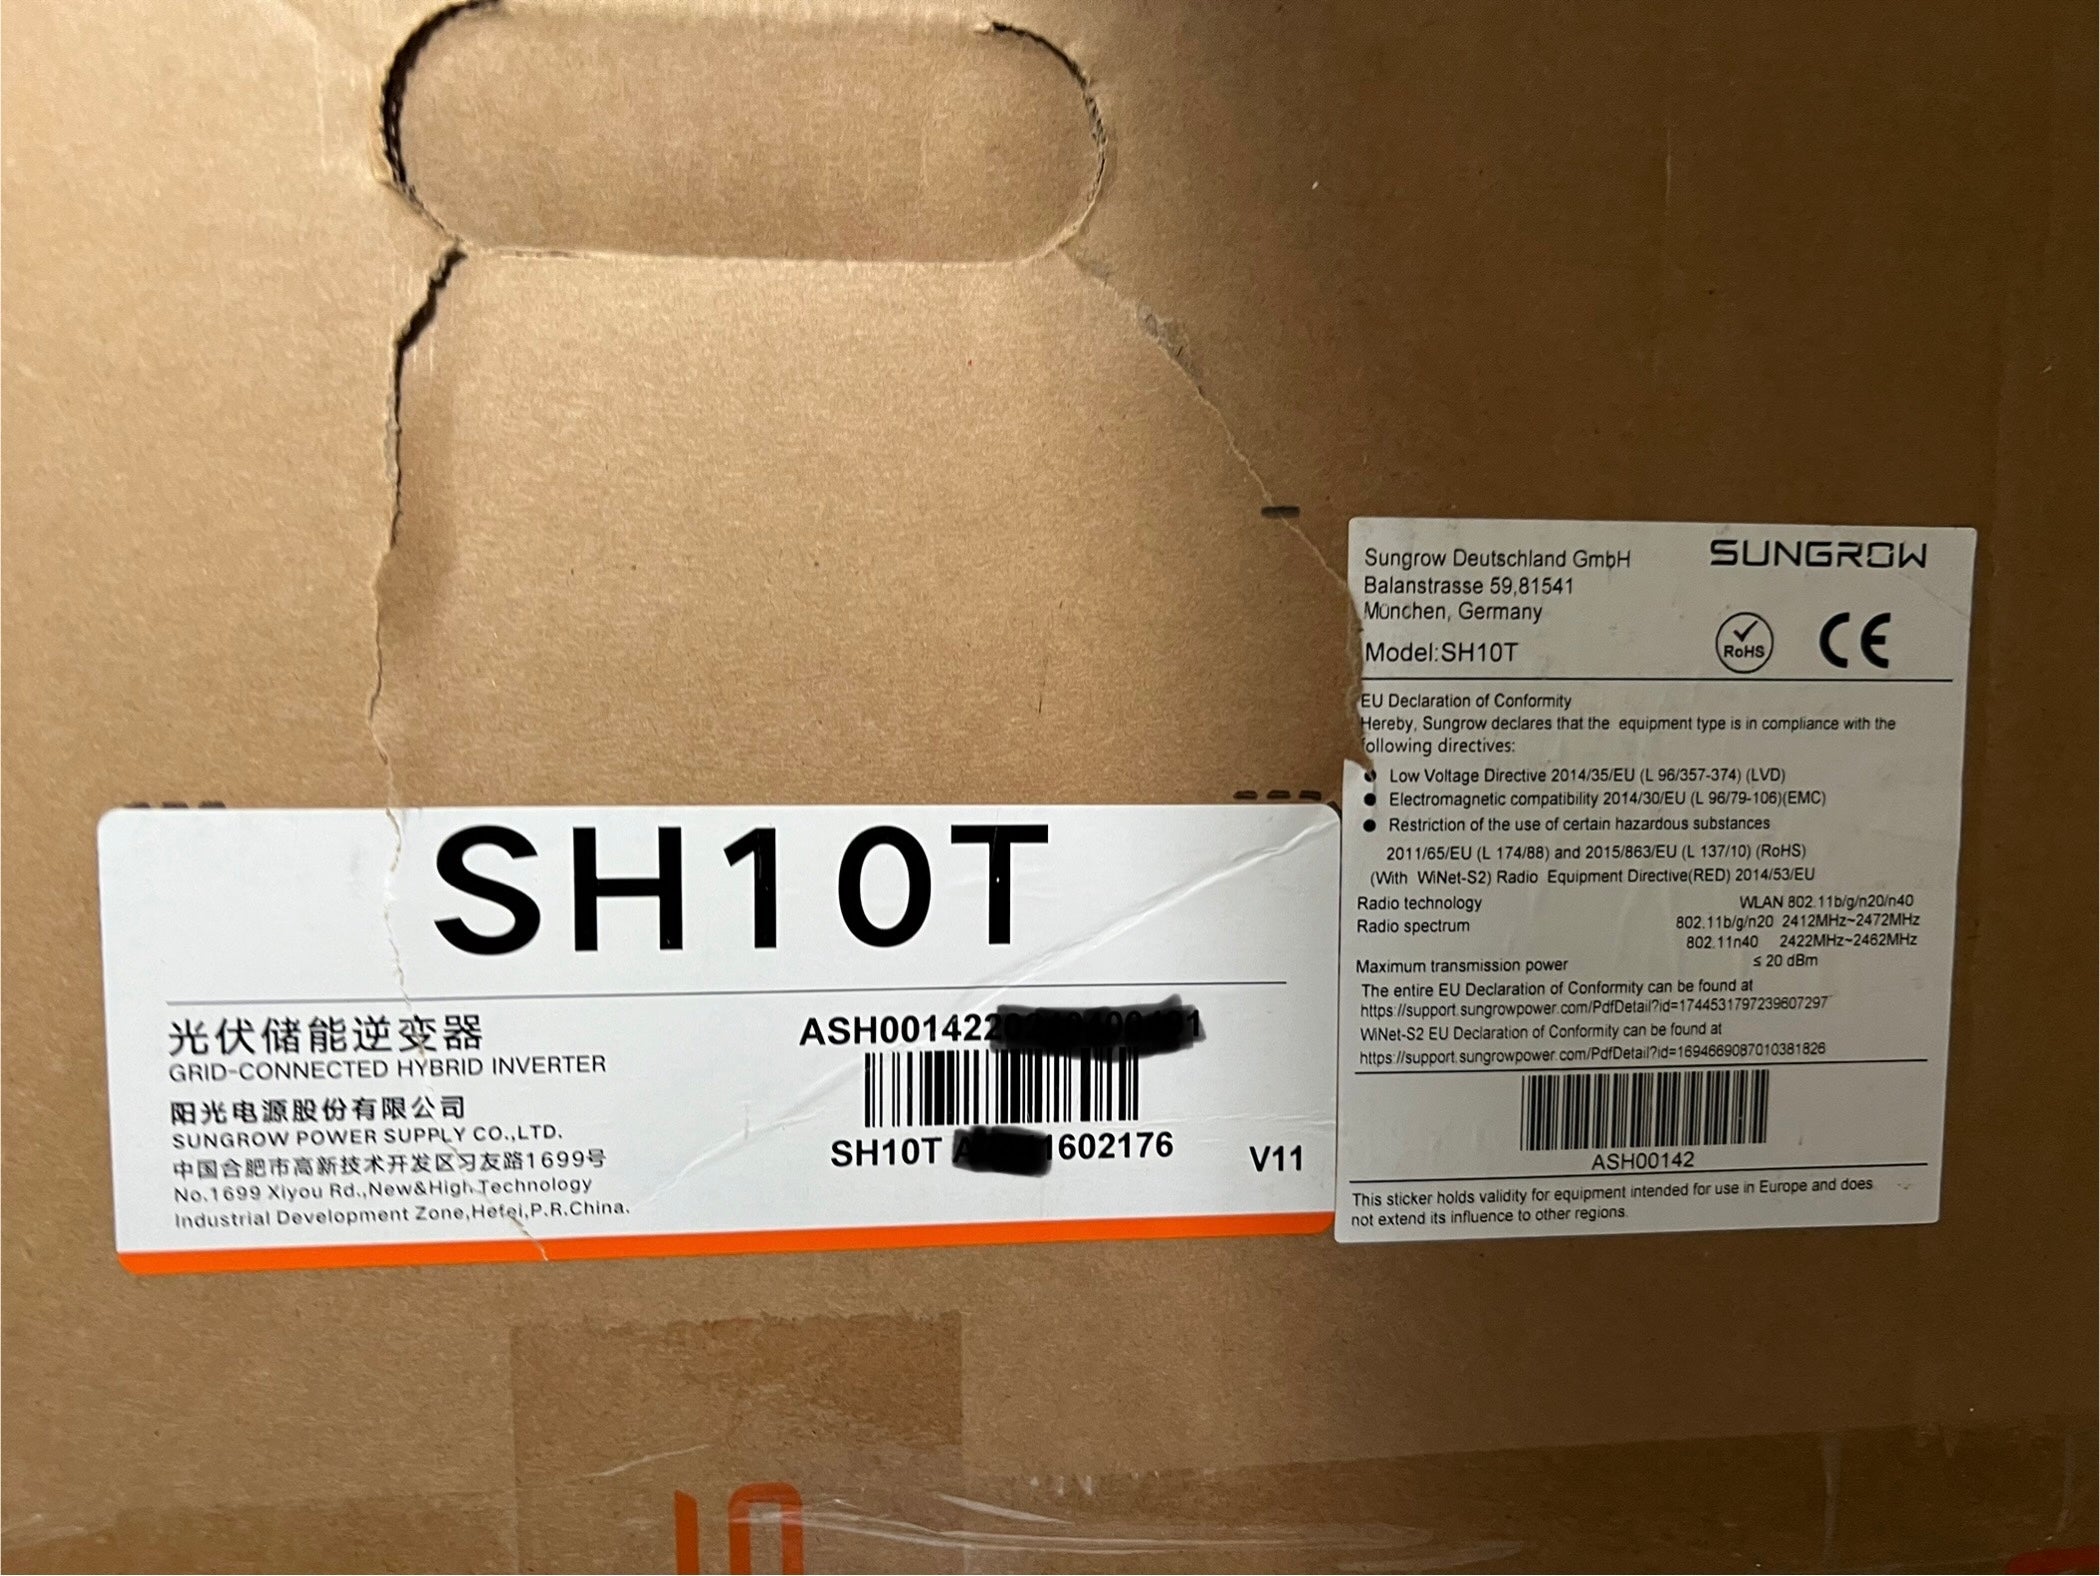 SH10T
光伏储能逆变器
GRID-CONNECTED HYBRID INVERTER
阳光电源股份有限公司
SUNGROW POWER SUPPLY CO.,LTD.
中国合肥市高新技术开发区习友路1699号
No.1699 Xiyou Rd.,New&High Technology
Industrial Development Zone,Hefei,P.R.China.
SH10T 1602176
V11
Sungrow Deutschland GmbH
SUNGROW
Balanstrasse 59,81541
München, Germany
Model:SH10T
RoHS
CE
EU Declaration of Conformity
Hereby, Sungrow declares that the equipment type is in compliance with the
following directives:
● Low Voltage Directive 2014/35/EU (L 96/357-374) (LVD)
● Electromagnetic compatibility 2014/30/EU (L 96/79-106)(EMC)
● Restriction of the use of certain hazardous substances
2011/65/EU (L 174/88) and 2015/863/EU (L 137/10) (RoHS)
(With WiNet-S2) Radio Equipment Directive(RED) 2014/53/EU
Radio technology WLAN 802.11b/g/n20/n40
Radio spectrum 802.11b/g/n20 2412MHz~2472MHz
802.11n40 2422MHz~2462MHz
Maximum transmission power ≤ 20 dBm
The entire EU Declaration of Conformity can be found at
https://support.sungrowpower.com/PdfDetail?id=1744531797239607297
WiNet-S2 EU Declaration of Conformity can be found at
https://support.sungrowpower.com/PdfDetail?id=1694669087010381826
ASH00142
This sticker holds validity for equipment intended for use in Europe and does
not extend its influence to other regions.